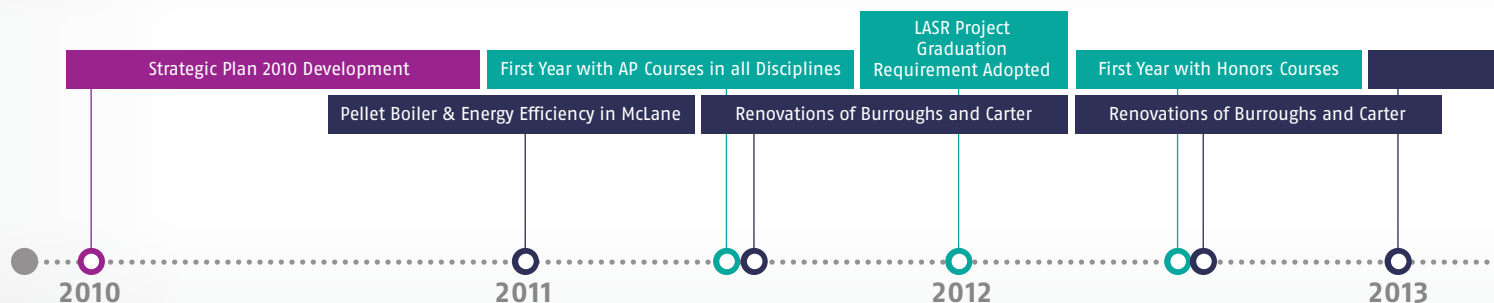 LASR Project
Graduation
Requirement Adopted
Strategic Plan 2010 Development
First Year with AP Courses in all Disciplines
First Year with Honors Courses
Pellet Boiler & Energy Efficiency in McLane
Renovations of Burroughs and Carter
Renovations of Burroughs and Carter
2010
2011
2012
2013